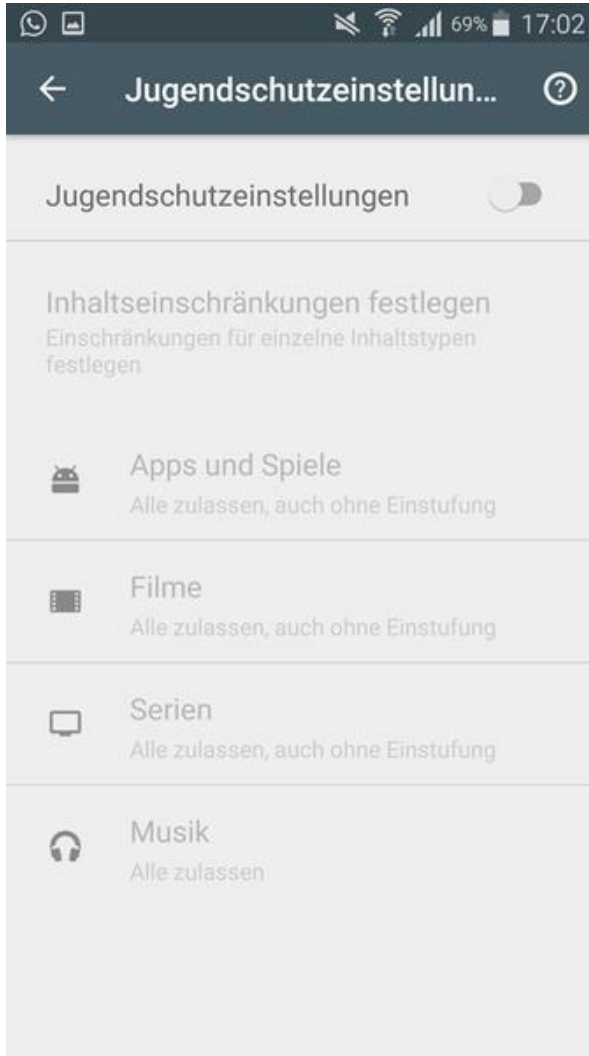 69% 17:02
Jugendschutzeinstellun...
Jugendschutzeinstellungen
Inhaltseinschränkungen festlegen
Einschränkungen für einzelne Inhaltstypen
festlegen
Apps und Spiele
Alle zulassen, auch ohne Einstufung
Filme
Alle zulassen, auch ohne Einstufung
Serien
Alle zulassen, auch ohne Einstufung
Musik
Alle zulassen